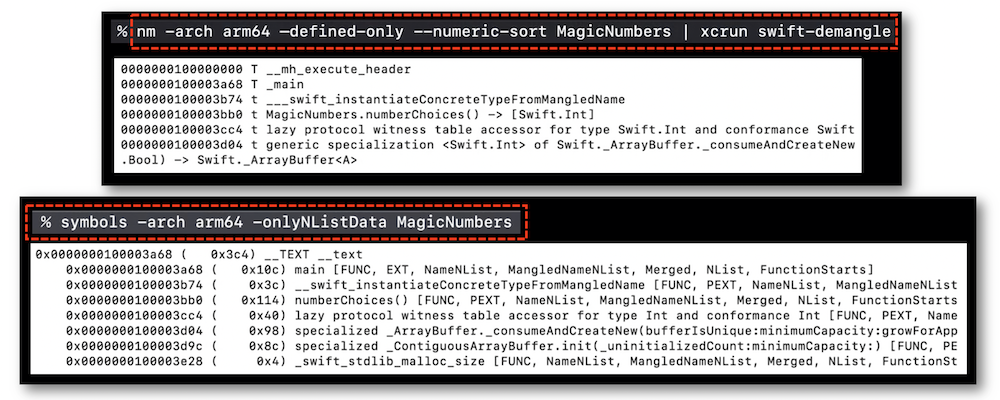 % nm -arch arm64 -defined-only --numeric-sort MagicNumbers | xcrun swift-demangle
0000000100000000 T __mh_execute_header
0000000100003a68 T _main
0000000100003b74 t ___swift_instantiateConcreteTypeFromMangledName
0000000100003bb0 t MagicNumbers.numberChoices() -> [Swift.Int]
0000000100003cc4 t lazy protocol witness table accessor for type Swift.Int and conformance Swift
0000000100003d04 t generic specialization <Swift.Int> of Swift._ArrayBuffer._consumeAndCreateNew
.Bool) -> Swift._ArrayBuffer<A>
% symbols -arch arm64 -onlyNListData MagicNumbers
0x0000000100003a68 (   0x3c4) __TEXT __text
0x0000000100003a68 (   0x10c) main [FUNC, EXT, NameNList, MangledNameNList, Merged, NList, FunctionStarts]
0x0000000100003b74 (    0x3c) __swift_instantiateConcreteTypeFromMangledName [FUNC, PEXT, NameNList, MangledNameNList
0x0000000100003bb0 (   0x114) numberChoices() [FUNC, PEXT, NameNList, MangledNameNList, Merged, NList, FunctionStarts
0x0000000100003cc4 (    0x40) lazy protocol witness table accessor for type Int and conformance Int [FUNC, PEXT, Name
0x0000000100003d04 (    0x98) specialized _ArrayBuffer._consumeAndCreateNew(bufferIsUnique:minimumCapacity:growForApp
0x0000000100003d9c (    0x8c) specialized _ContiguousArrayBuffer.init(_uninitializedCount:minimumCapacity:) [FUNC, PE
0x0000000100003e28 (     0x4) _swift_stdlib_malloc_size [FUNC, NameNList, MangledNameNList, Merged, NList, FunctionSt